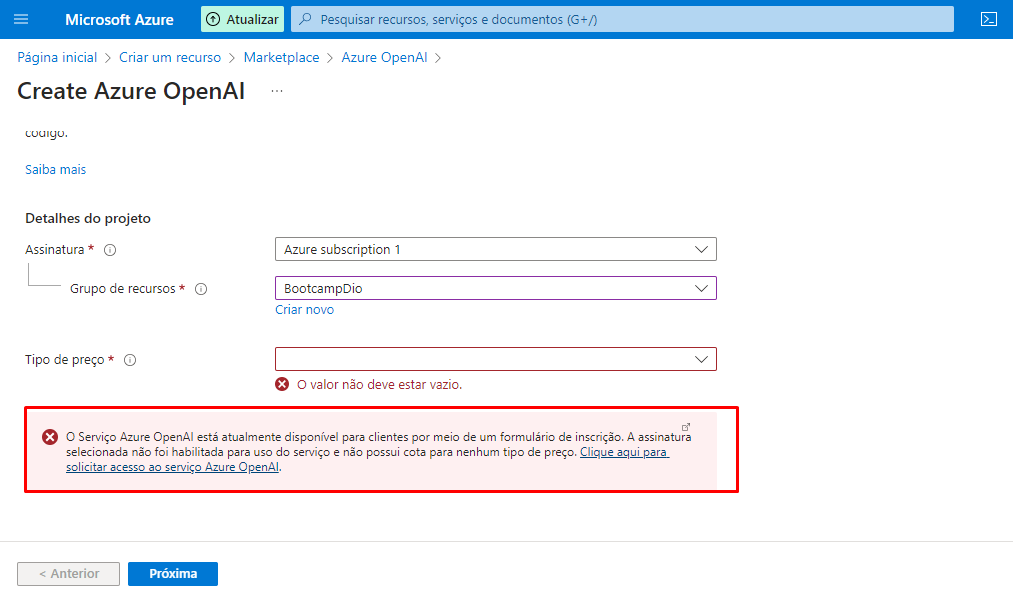 Microsoft Azure
Atualizar
Pesquisar recursos, serviços e documentos (G+/)
Página inicial > Criar um recurso > Marketplace > Azure OpenAI >
Create Azure OpenAI ...
código.
Saiba mais
Detalhes do projeto
Assinatura *
Azure subscription 1
Grupo de recursos *
BootcampDio
Criar novo
Tipo de preço *
O valor não deve estar vazio.
O Serviço Azure OpenAI está atualmente disponível para clientes por meio de um formulário de inscrição. A assinatura
selecionada não foi habilitada para uso do serviço e não possui cota para nenhum tipo de preço. Clique aqui para
solicitar acesso ao serviço Azure OpenAI.
< Anterior
Próxima